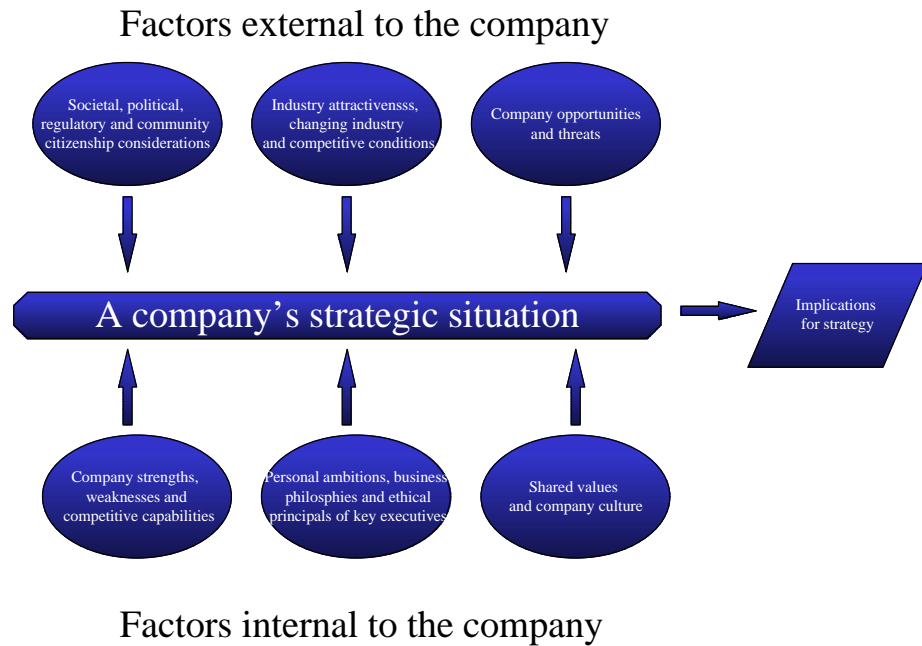 Factors external to the company
Societal, political,
regulatory and community
citizenship considerations
Industry attractivensss,
changing industry
and competitive conditions
Company opportunities
and threats
A company’s strategic situation
Implications
for strategy
Company strengths,
weaknesses and
competitive capabilities
Personal ambitions, business
philosphies and ethical
principals of key executives
Shared values
and company culture
Factors internal to the company